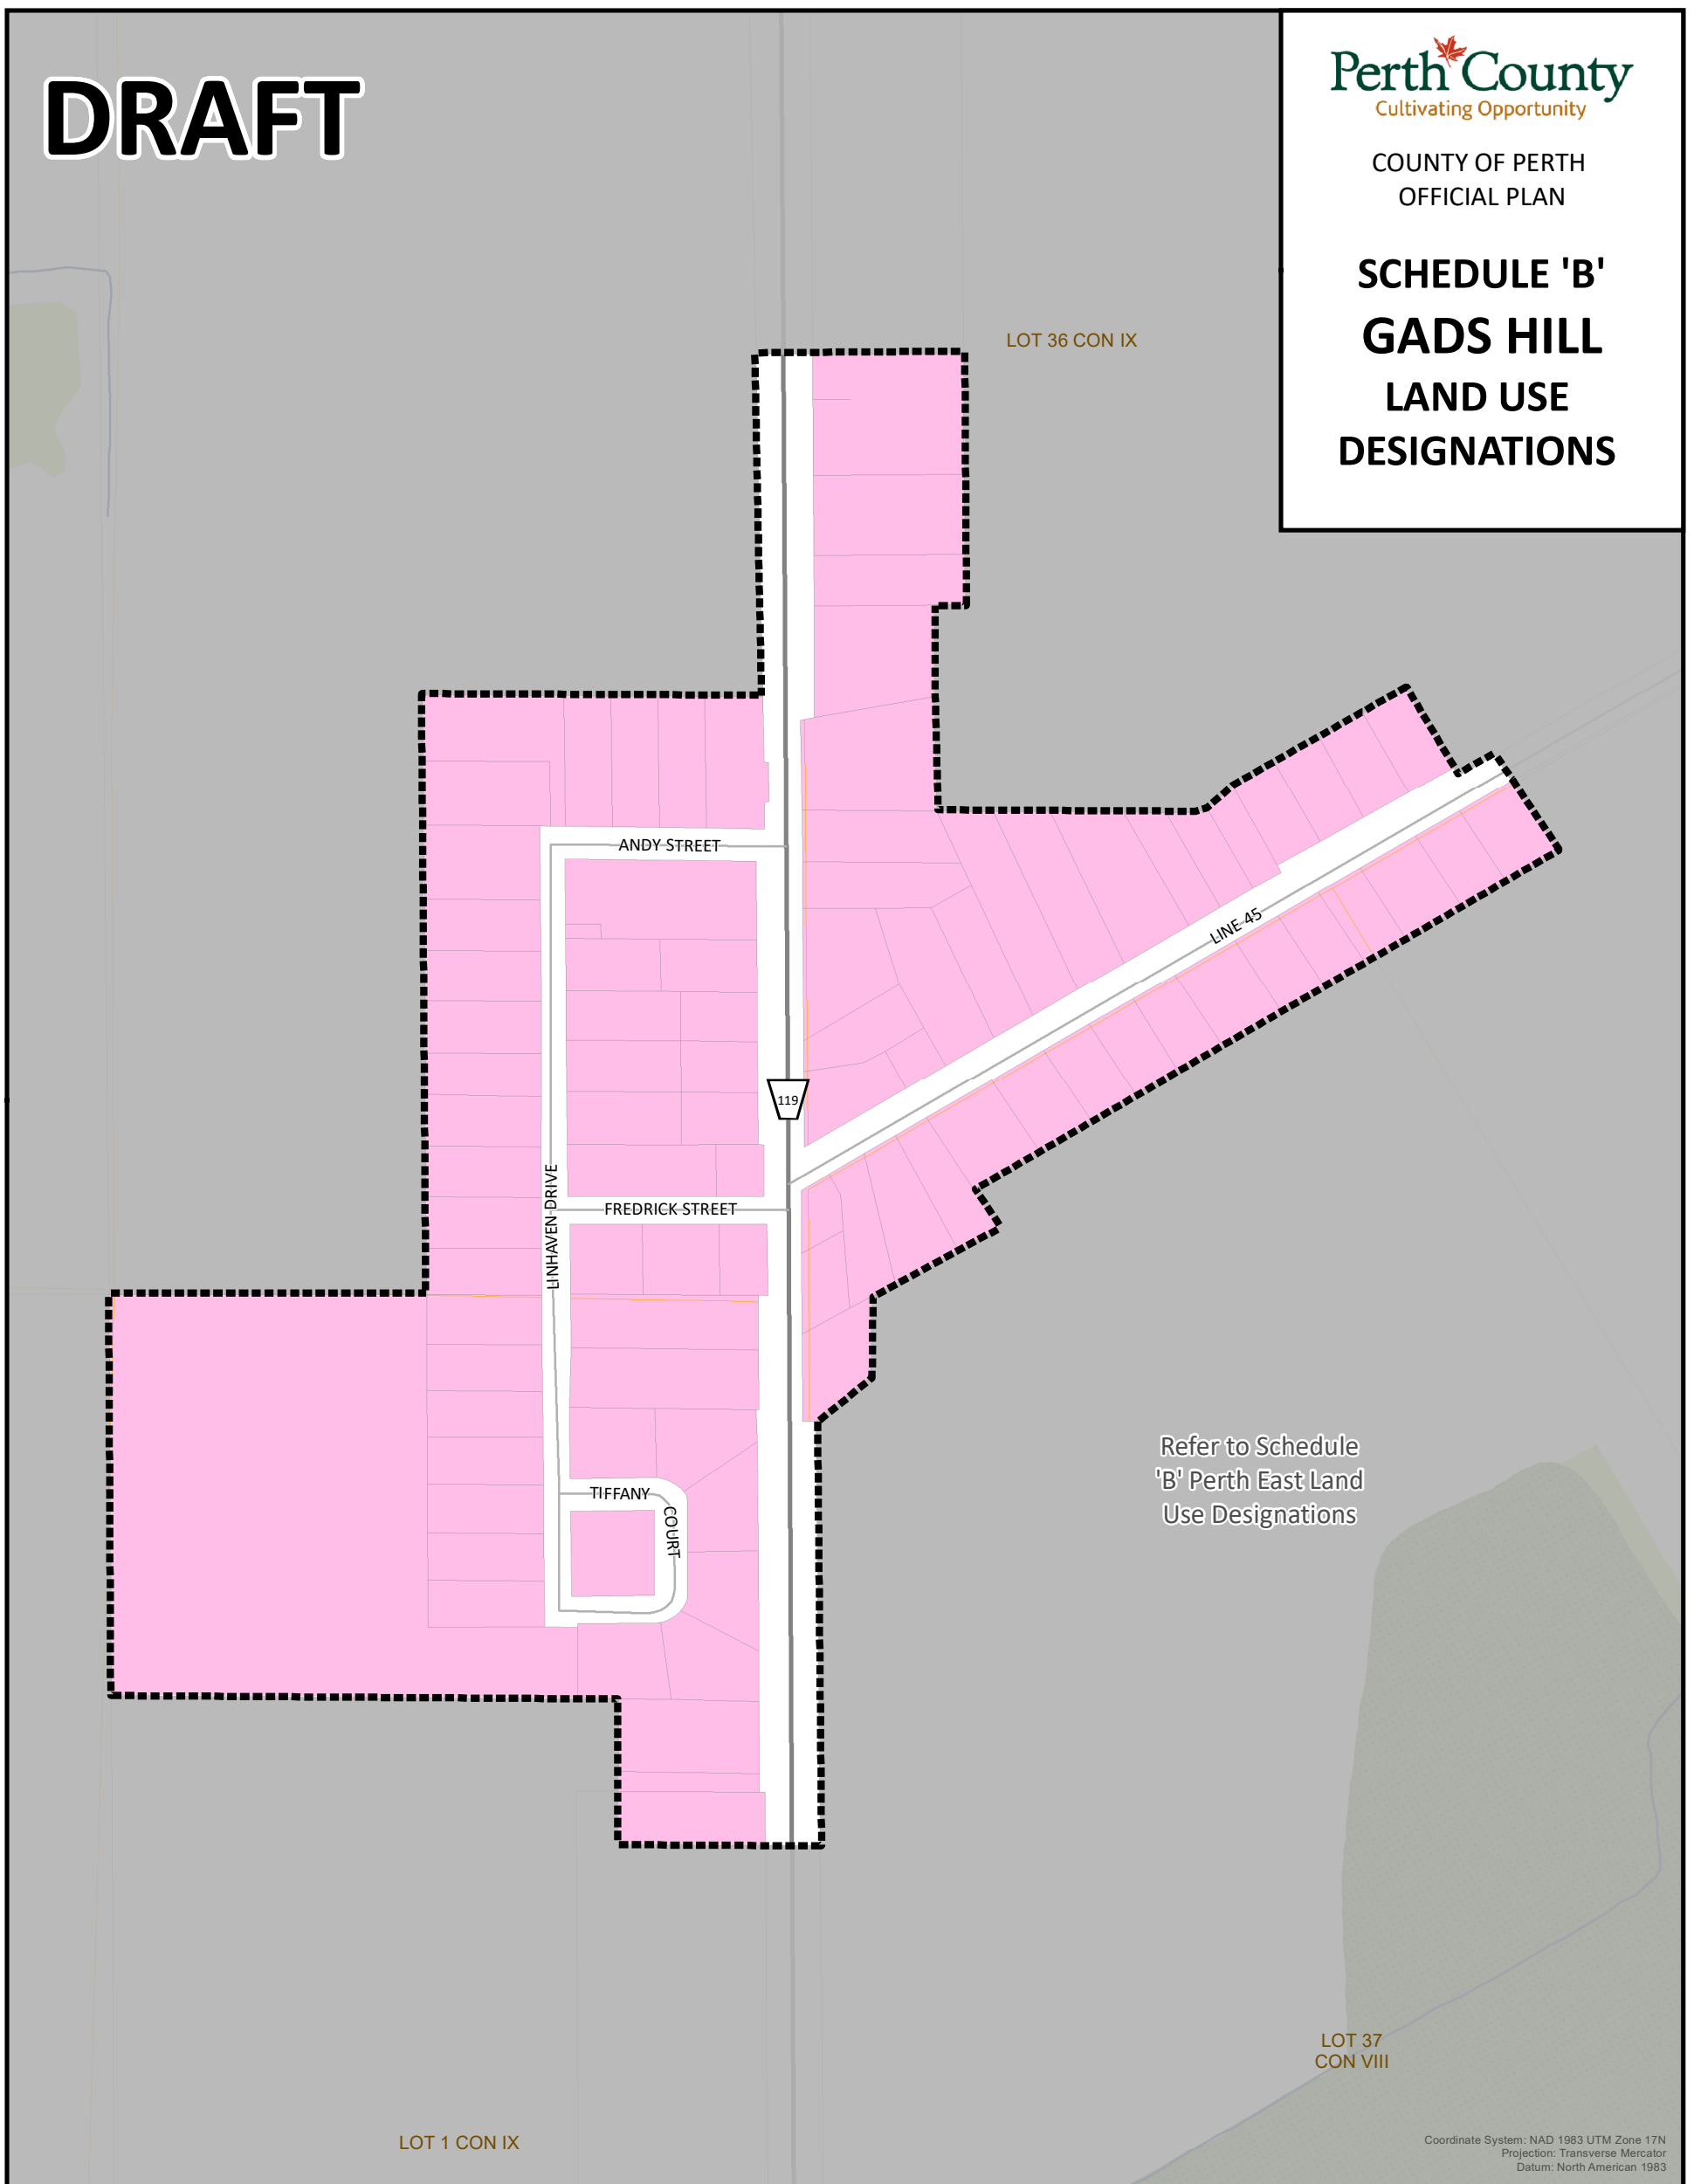 DRAFT
Perth County
Cultivating Opportunity
COUNTY OF PERTH
OFFICIAL PLAN
SCHEDULE 'B'
GADS HILL
LAND USE
DESIGNATIONS
LOT 36 CON IX
ANDY STREET
LINE 45
119
LINHAVEN DRIVE
FREDRICK STREET
TIFFANY
COURT
Refer to Schedule
'B' Perth East Land
Use Designations
LOT 37
CON VIII
LOT 1 CON IX
Coordinate System: NAD 1983 UTM Zone 17N
Projection: Transverse Mercator
Datum: North American 1983